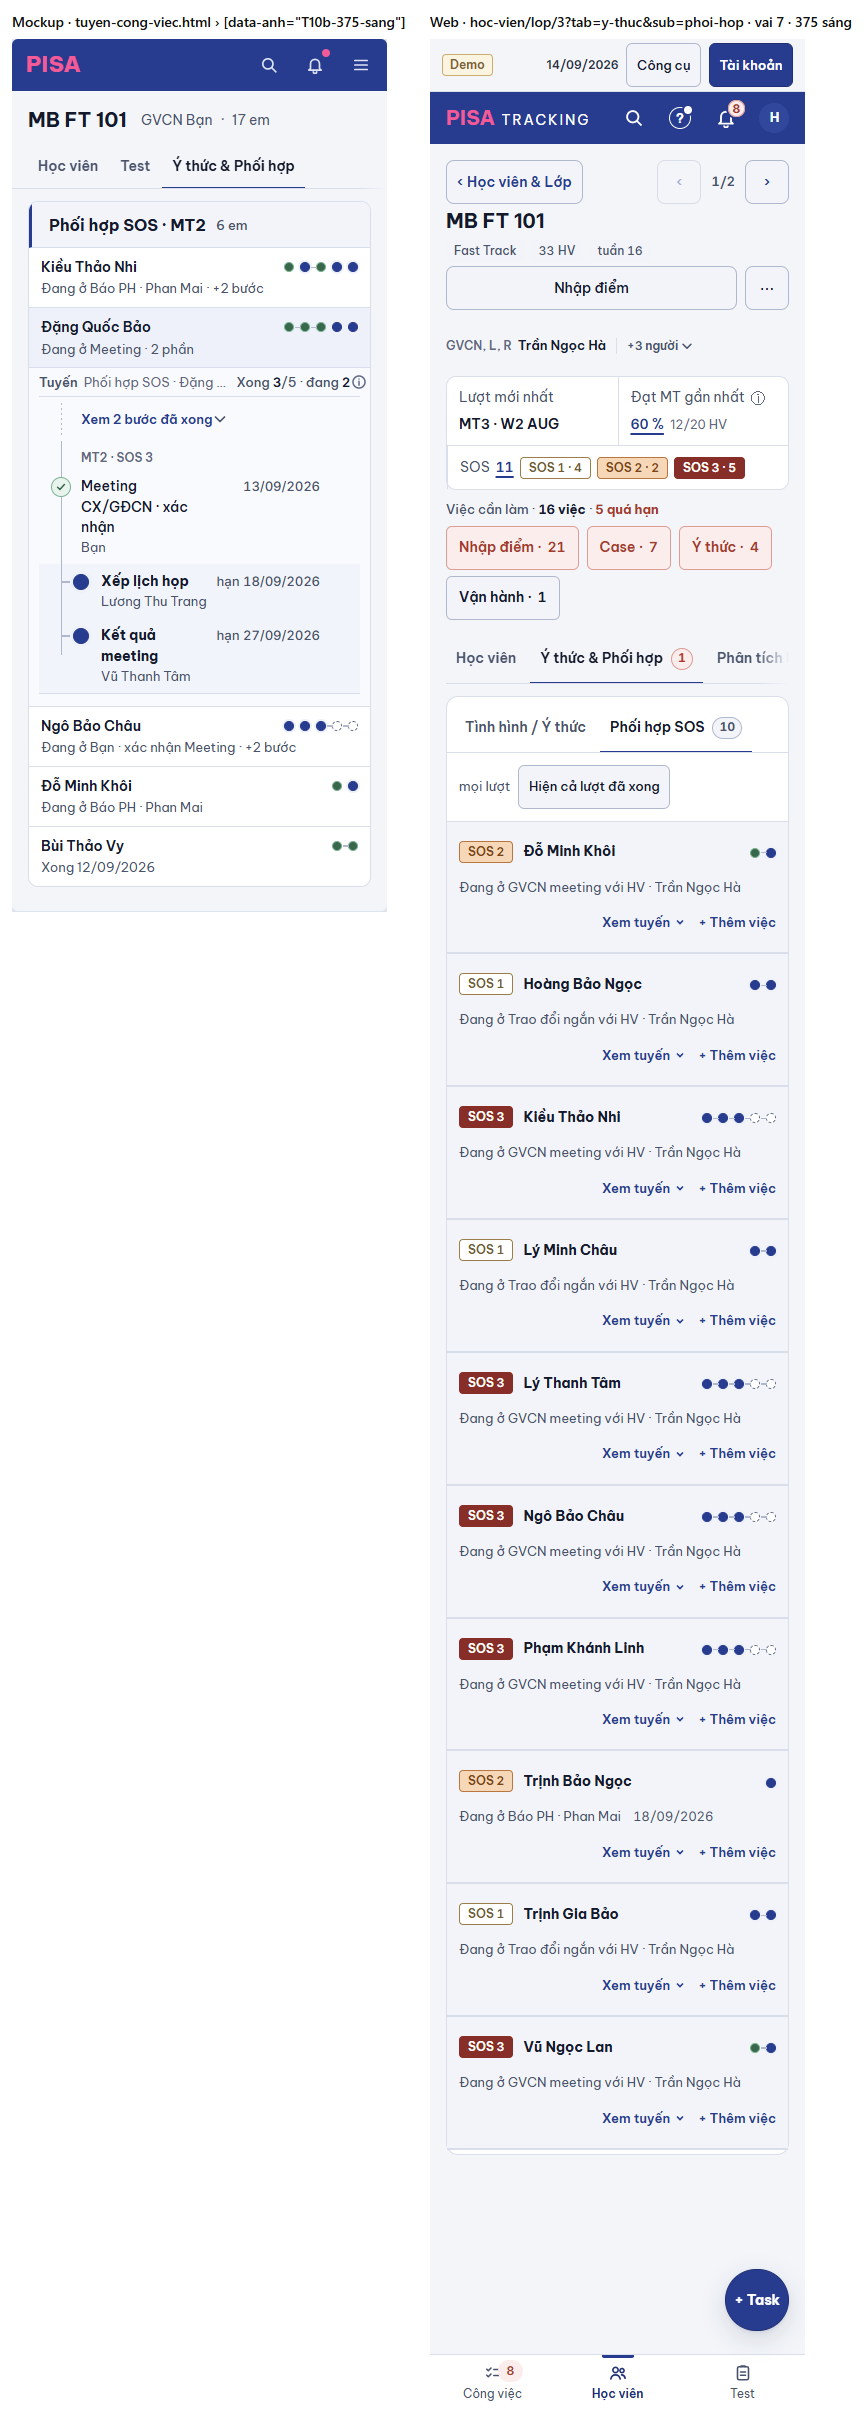 Mockup · tuyen-cong-viec.html › [data-anh="T10b-375-sang"]
PISA
MB FT 101 GVCN Bạn · 17 em
Học viên Test Ý thức & Phối hợp
Phối hợp SOS · MT2 6 em
Kiều Thảo Nhi
Đang ở Báo PH · Phan Mai · +2 bước
Đặng Quốc Bảo
Đang ở Meeting · 2 phần
Tuyến Phối hợp SOS · Đặng ... Xong 3/5 · đang 2
Xem 2 bước đã xong
MT2 · SOS 3
Meeting 13/09/2026
CX/GĐCN · xác
nhận
Bạn
Xếp lịch họp hạn 18/09/2026
Lương Thu Trang
Kết quả hạn 27/09/2026
meeting
Vũ Thanh Tâm
Ngô Bảo Châu
Đang ở Bạn · xác nhận Meeting · +2 bước
Đỗ Minh Khôi
Đang ở Báo PH · Phan Mai
Bùi Thảo Vy
Xong 12/09/2026
Web · hoc-vien/lop/3?tab=y-thuc&sub=phoi-hop · vai 7 · 375 sáng
Demo 14/09/2026 Công cụ Tài khoản
PISA TRACKING ? 8 H
‹ Học viên & Lớp ‹ 1/2 ›
MB FT 101
Fast Track 33 HV tuần 16
Nhập điểm ...
GVCN, L, R Trần Ngọc Hà +3 người
Lượt mới nhất Đạt MT gần nhất
MT3 · W2 AUG 60 % 12/20 HV
SOS 11 SOS 1 · 4 SOS 2 · 2 SOS 3 · 5
Việc cần làm · 16 việc · 5 quá hạn
Nhập điểm · 21 Case · 7 Ý thức · 4
Vận hành · 1
Học viên Ý thức & Phối hợp 1 Phân tích
Tình hình / Ý thức Phối hợp SOS 10
mọi lượt Hiện cả lượt đã xong
SOS 2 Đỗ Minh Khôi
Đang ở GVCN meeting với HV · Trần Ngọc Hà
Xem tuyến + Thêm việc
SOS 1 Hoàng Bảo Ngọc
Đang ở Trao đổi ngắn với HV · Trần Ngọc Hà
Xem tuyến + Thêm việc
SOS 3 Kiều Thảo Nhi
Đang ở GVCN meeting với HV · Trần Ngọc Hà
Xem tuyến + Thêm việc
SOS 1 Lý Minh Châu
Đang ở Trao đổi ngắn với HV · Trần Ngọc Hà
Xem tuyến + Thêm việc
SOS 3 Lý Thanh Tâm
Đang ở GVCN meeting với HV · Trần Ngọc Hà
Xem tuyến + Thêm việc
SOS 3 Ngô Bảo Châu
Đang ở GVCN meeting với HV · Trần Ngọc Hà
Xem tuyến + Thêm việc
SOS 3 Phạm Khánh Linh
Đang ở GVCN meeting với HV · Trần Ngọc Hà
Xem tuyến + Thêm việc
SOS 2 Trịnh Bảo Ngọc
Đang ở Báo PH · Phan Mai 18/09/2026
Xem tuyến + Thêm việc
SOS 1 Trịnh Gia Bảo
Đang ở Trao đổi ngắn với HV · Trần Ngọc Hà
Xem tuyến + Thêm việc
SOS 3 Vũ Ngọc Lan
Đang ở GVCN meeting với HV · Trần Ngọc Hà
Xem tuyến + Thêm việc
+ Task
8
Công việc Học viên Test